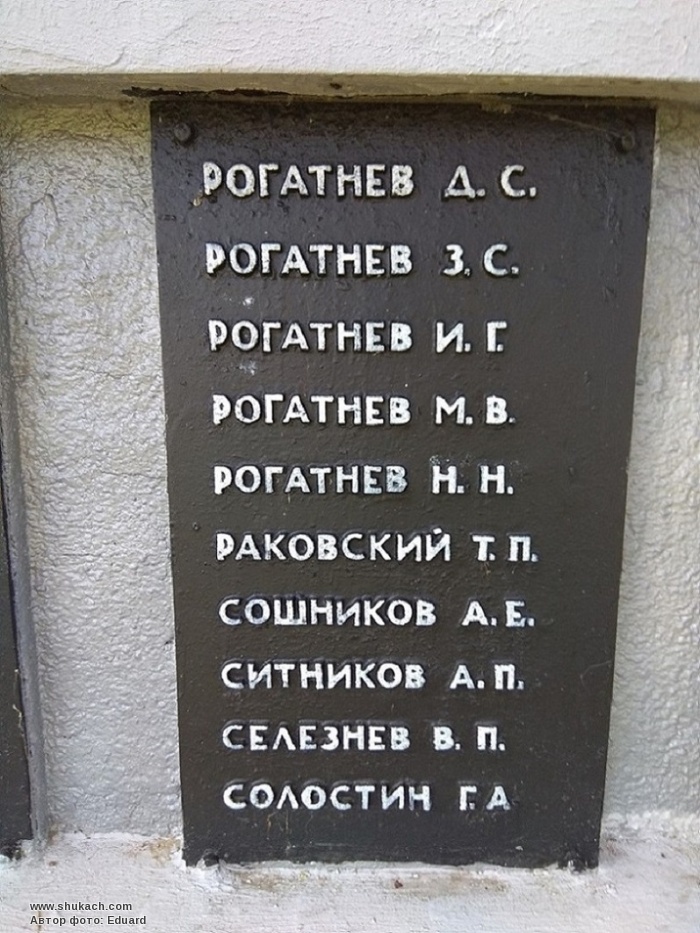 РОГАТНЕВ Д. С.
РОГАТНЕВ З. С.
РОГАТНЕВ И. Г.
РОГАТНЕВ М. В.
РОГАТНЕВ Н. Н.
РАКОВСКИЙ Т. П.
СОШНИКОВ А. Е.
СИТНИКОВ А. П.
СЕЛЕЗНЕВ В. П.
СОЛОСТИН Г. А
www.shukach.com
Автор фото: Eduard